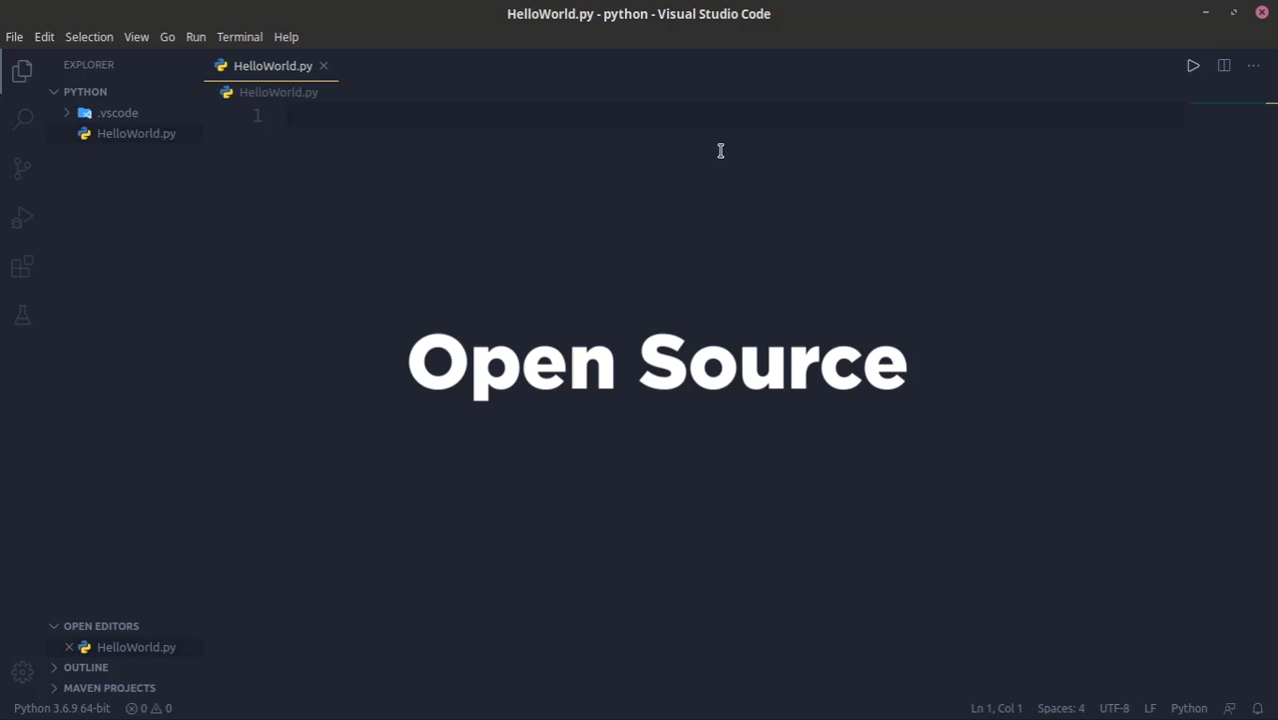 HelloWorld.py - python - Visual Studio Code
File Edit Selection View Go Run Terminal Help
EXPLORER
HelloWorld.py
PYTHON
HelloWorld.py
.vscode
1
HelloWorld.py
Open Source
OPEN EDITORS
HelloWorld.py
OUTLINE
MAVEN PROJECTS
Python 3.6.9 64-bit 0 0 Ln 1, Col 1 Spaces: 4 UTF-8 LF Python